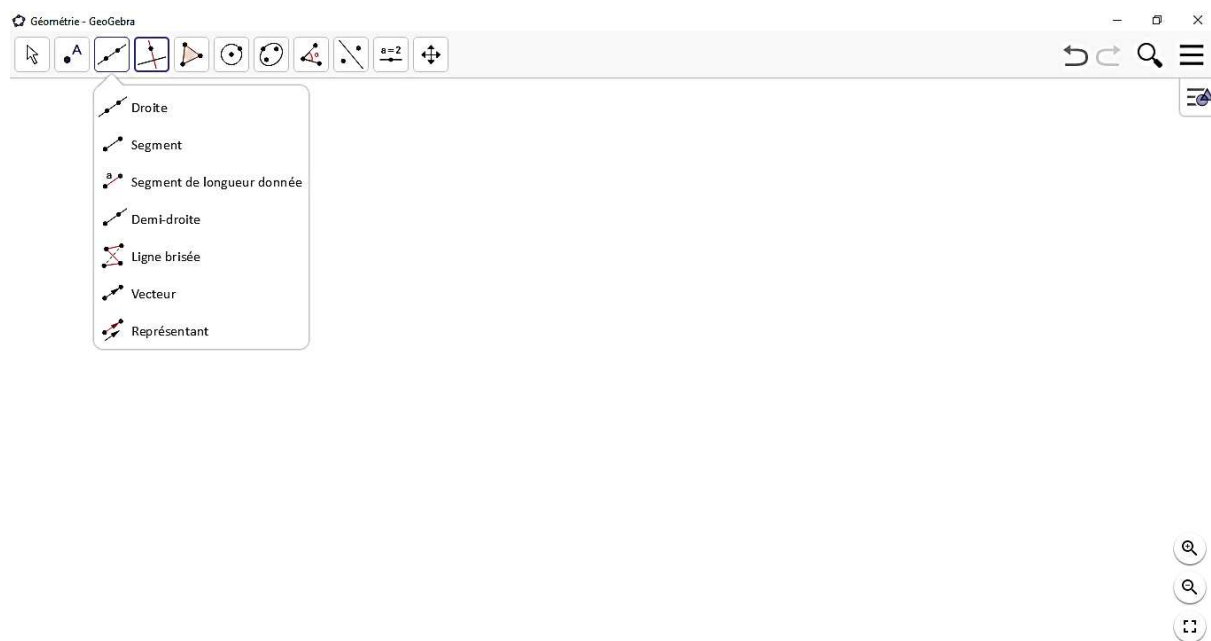 Géométrie - GeoGebra
A
α
a=2
Droite
Segment
a
Segment de longueur donnée
Demi-droite
Ligne brisée
Vecteur
Représentant